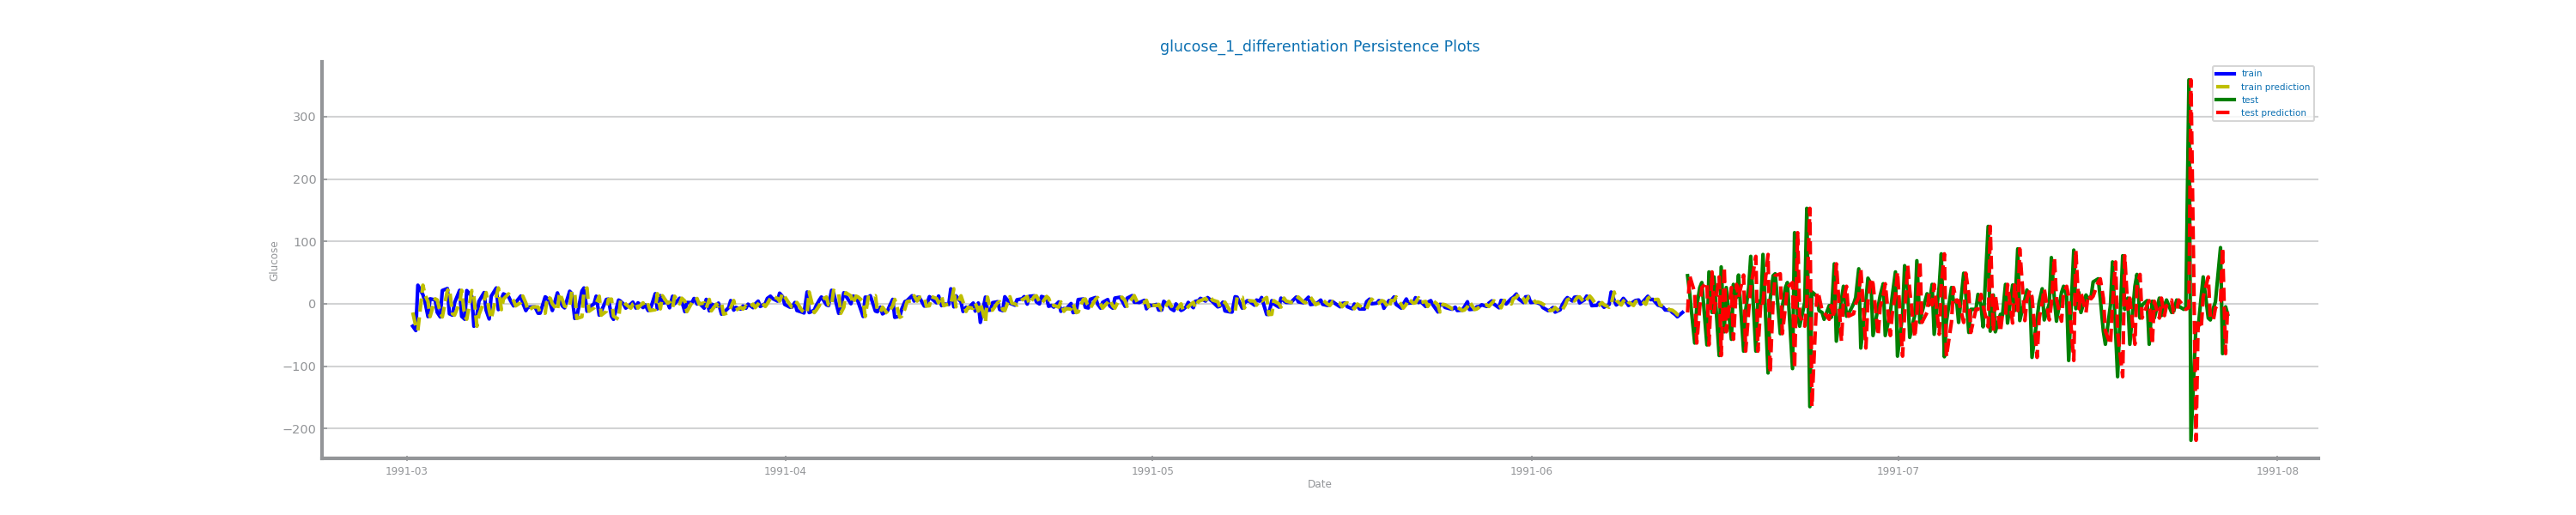 glucose_1_differentiation Persistence Plots
train
train prediction
test
test prediction
300
200
100
0
−100
−200
Glucose
1991-03
1991-04
1991-05
1991-06
1991-07
1991-08
Date